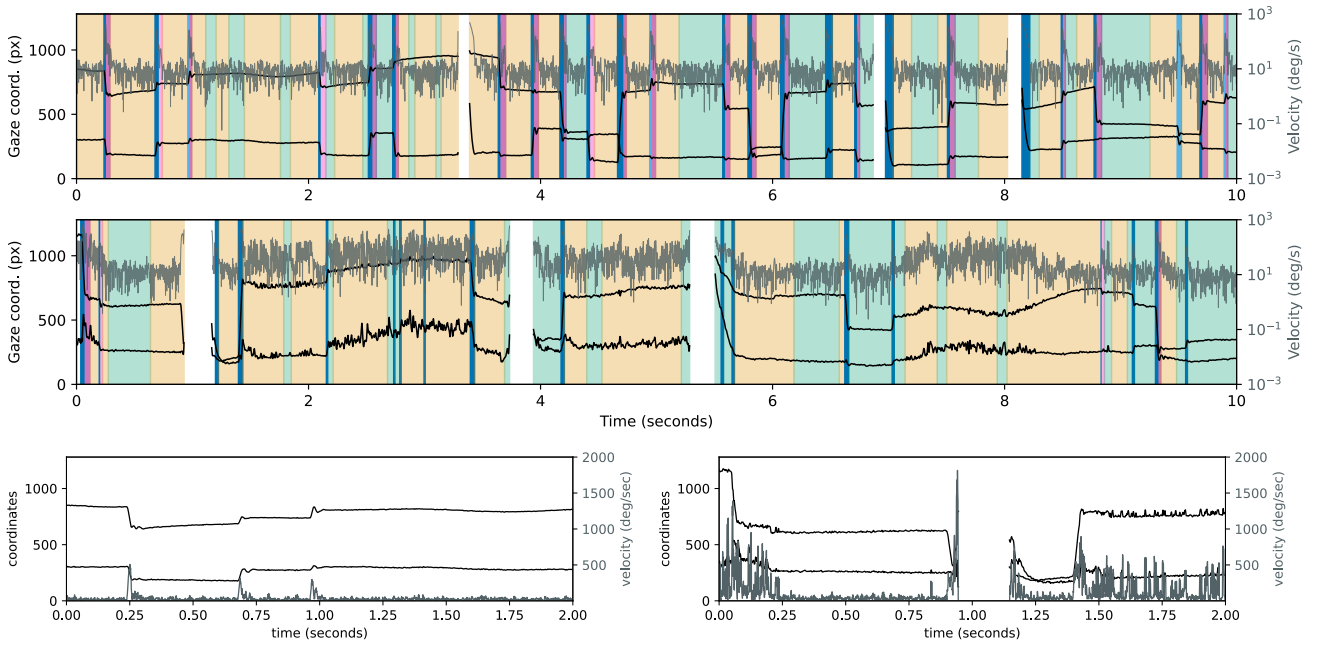 Gaze coord. (px)
1000
500
0
0 2 4 6 8 10
10³
10¹
10⁻¹
10⁻³
Velocity (deg/s)
Gaze coord. (px)
1000
500
0
0 2 4 6 8 10
10³
10¹
10⁻¹
10⁻³
Velocity (deg/s)
Time (seconds)
coordinates
1000
500
0
0.00 0.25 0.50 0.75 1.00 1.25 1.50 1.75 2.00
time (seconds)
2000
1500
1000
500
0
velocity (deg/sec)
coordinates
1000
500
0
0.00 0.25 0.50 0.75 1.00 1.25 1.50 1.75 2.00
time (seconds)
2000
1500
1000
500
0
velocity (deg/sec)